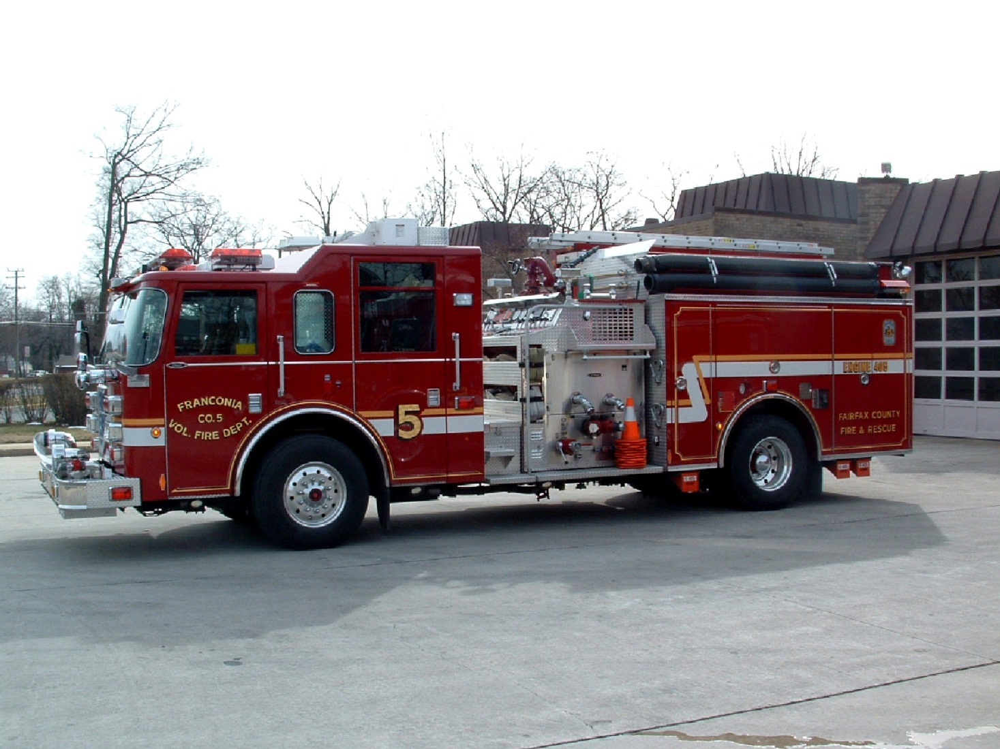 FRANCONIA
CO. 5
VOL. FIRE DEPT.
5
ENGINE 405
FAIRFAX COUNTY
FIRE & RESCUE